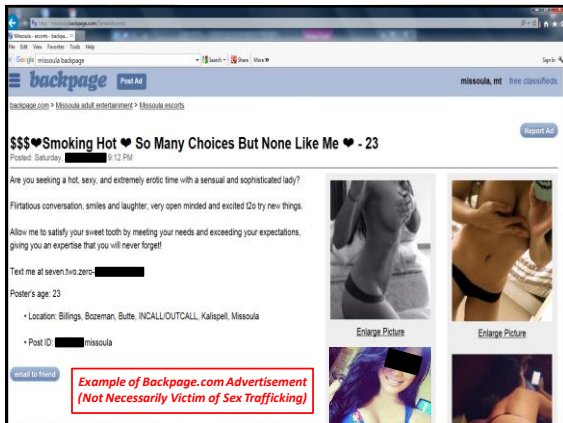 Missoula escorts - backpa...
File Edit View Favorites Tools Help
Google missoula backpage Search Share More » Sign In
backpage Post Ad missoula, mt free classifieds
backpage.com > Missoula adult entertainment > Missoula escorts
Report Ad
$$$❤Smoking Hot ❤ So Many Choices But None Like Me ❤ - 23
Posted: Saturday, 9:12 PM
Are you seeking a hot, sexy, and extremely erotic time with a sensual and sophisticated lady?
Flirtatious conversation, smiles and laughter, very open minded and excited t2o try new things.
Allow me to satisfy your sweet tooth by meeting your needs and exceeding your expectations,
giving you an expertise that you will never forget!
Text me at seven.two.zero-
Poster's age: 23
• Location: Billings, Bozeman, Butte, INCALL/OUTCALL, Kalispell, Missoula
• Post ID: missoula
email to friend
Enlarge Picture
Enlarge Picture
Example of Backpage.com Advertisement
(Not Necessarily Victim of Sex Trafficking)